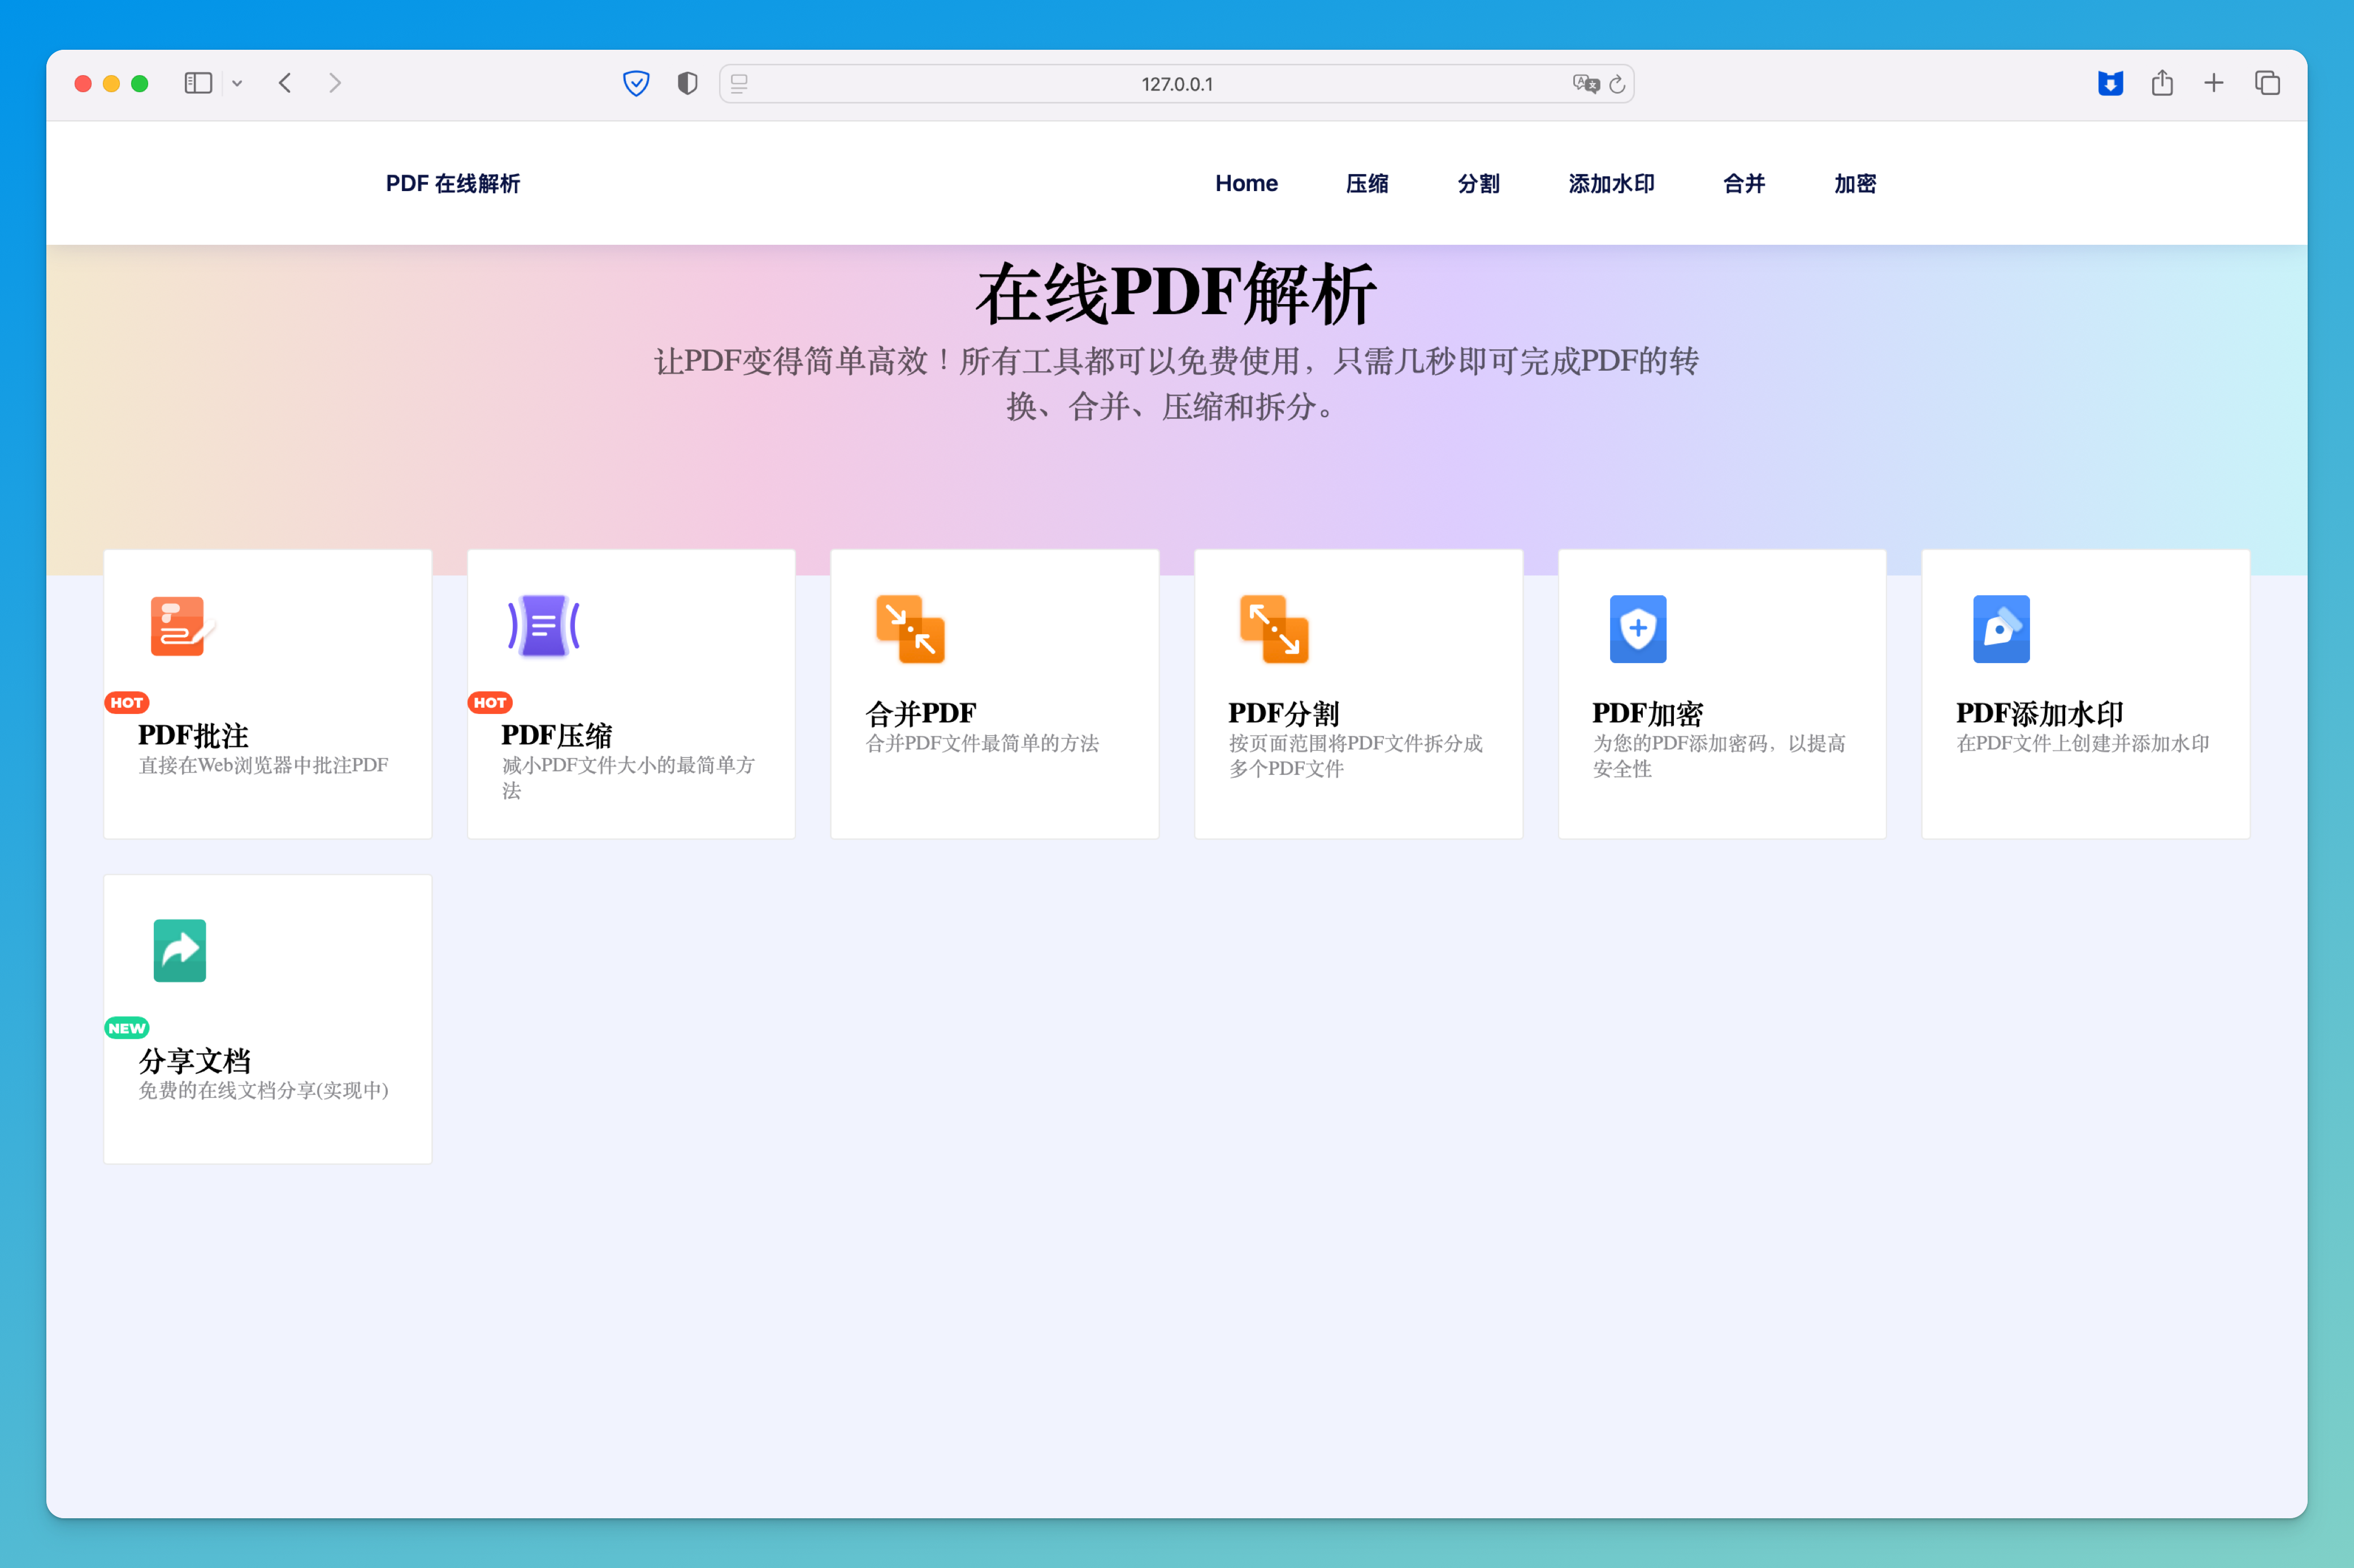 127.0.0.1
PDF 在线解析
Home 压缩 分割 添加水印 合并 加密
在线PDF解析
让PDF变得简单高效！所有工具都可以免费使用，只需几秒即可完成PDF的转
换、合并、压缩和拆分。
HOT
PDF批注
直接在Web浏览器中批注PDF
HOT
PDF压缩
减小PDF文件大小的最简单方
法
合并PDF
合并PDF文件最简单的方法
PDF分割
按页面范围将PDF文件拆分成
多个PDF文件
PDF加密
为您的PDF添加密码，以提高
安全性
PDF添加水印
在PDF文件上创建并添加水印
NEW
分享文档
免费的在线文档分享(实现中)